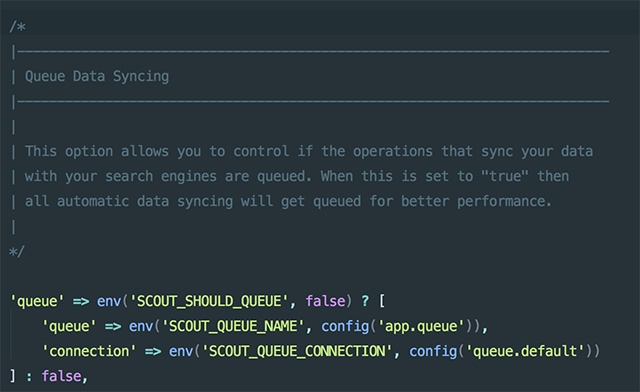 /*
|--------------------------------------------------------------------------
| Queue Data Syncing
|--------------------------------------------------------------------------
|
| This option allows you to control if the operations that sync your data
| with your search engines are queued. When this is set to "true" then
| all automatic data syncing will get queued for better performance.
|
*/
'queue' => env('SCOUT_SHOULD_QUEUE', false) ? [
'queue' => env('SCOUT_QUEUE_NAME', config('app.queue')),
'connection' => env('SCOUT_QUEUE_CONNECTION', config('queue.default'))
] : false,